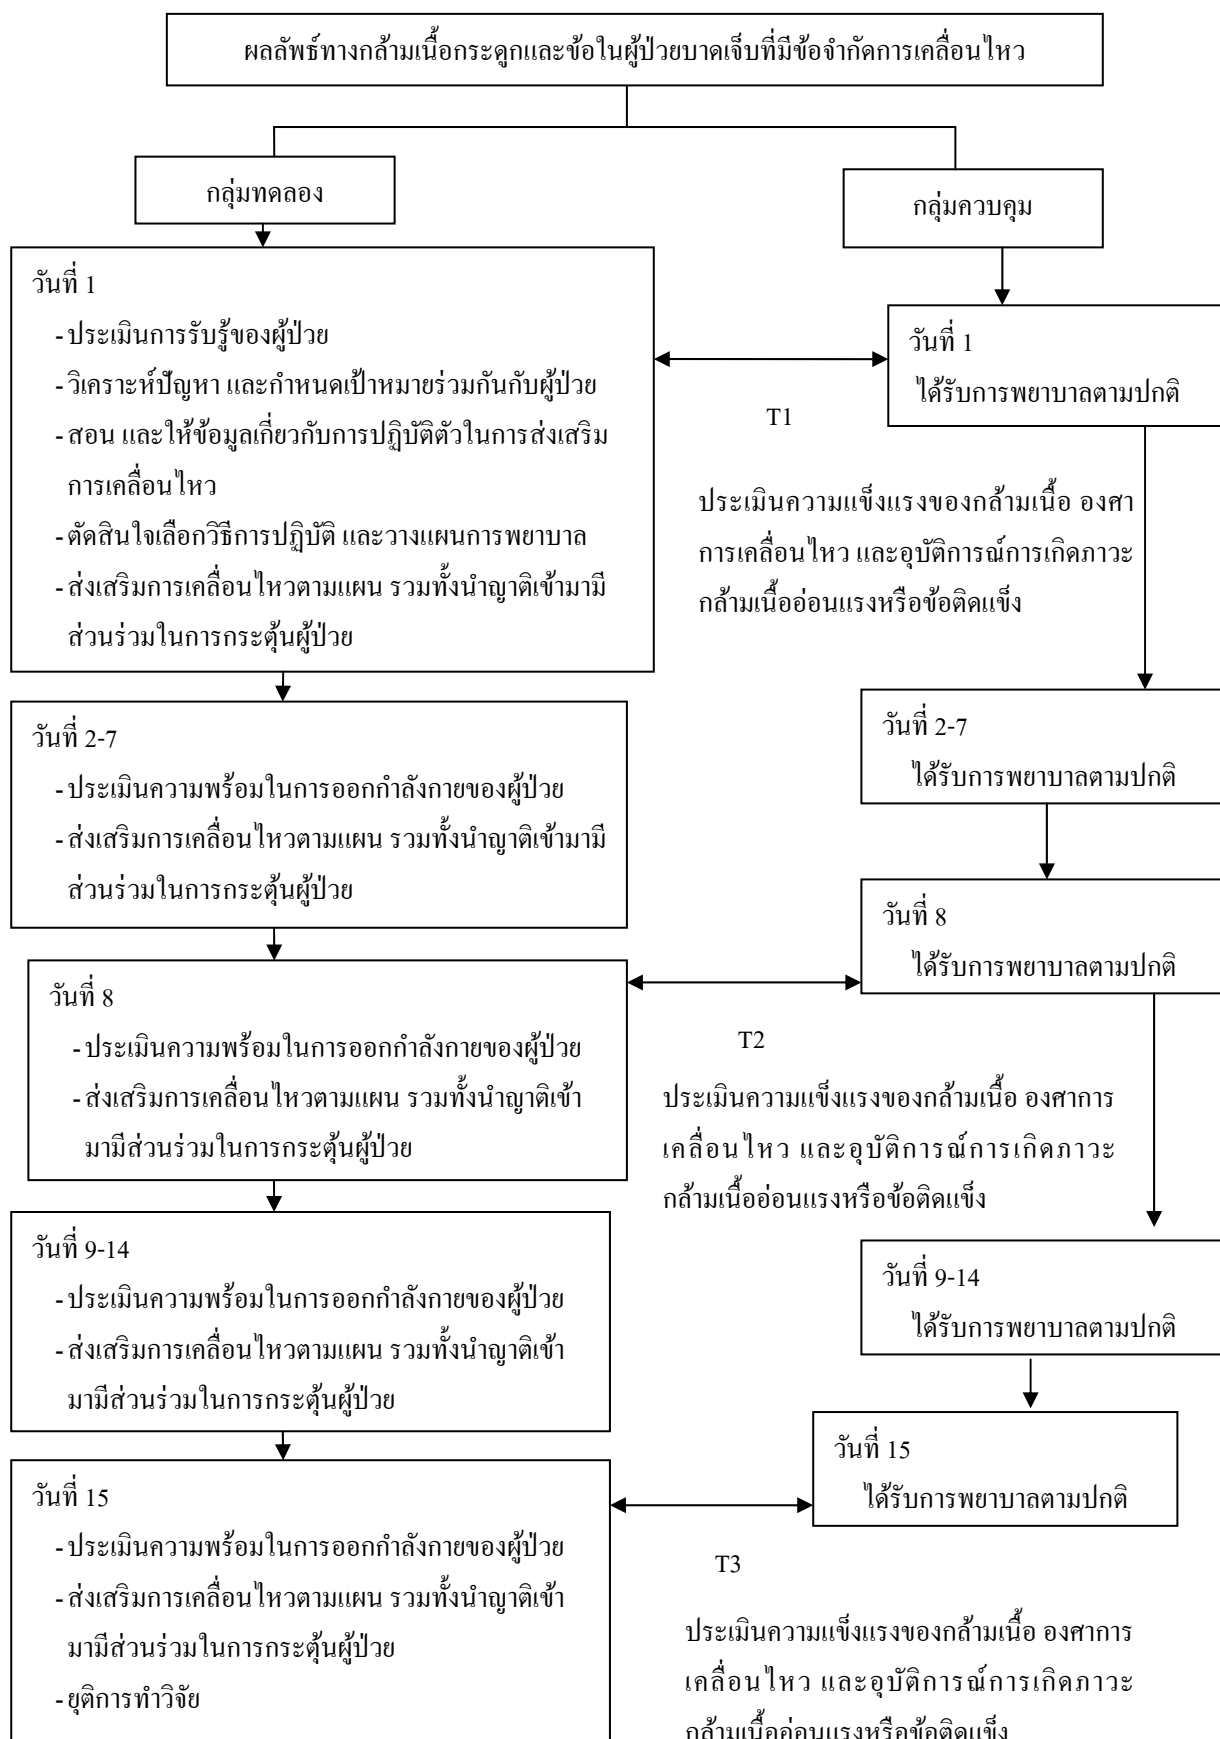 ผลลัพธ์ทางกล้ามเนื้อกระดูกและข้อในผู้ป่วยบาดเจ็บที่มีข้อจำกัดการเคลื่อนไหว
กลุ่มทดลอง
กลุ่มควบคุม
วันที่ 1
- ประเมินการรับรู้ของผู้ป่วย
- วิเคราะห์ปัญหา และกำหนดเป้าหมายร่วมกันกับผู้ป่วย
- สอน และให้ข้อมูลเกี่ยวกับการปฏิบัติตัวในการส่งเสริม
การเคลื่อนไหว
- ตัดสินใจเลือกวิธีการปฏิบัติ และวางแผนการพยาบาล
- ส่งเสริมการเคลื่อนไหวตามแผน รวมทั้งนำญาติเข้ามามี
ส่วนร่วมในการกระตุ้นผู้ป่วย
วันที่ 1
ได้รับการพยาบาลตามปกติ
T1
ประเมินความแข็งแรงของกล้ามเนื้อ องศา
การเคลื่อนไหว และอุบัติการณ์การเกิดภาวะ
กล้ามเนื้ออ่อนแรงหรือข้อติดแข็ง
วันที่ 2-7
- ประเมินความพร้อมในการออกกำลังกายของผู้ป่วย
- ส่งเสริมการเคลื่อนไหวตามแผน รวมทั้งนำญาติเข้ามามี
ส่วนร่วมในการกระตุ้นผู้ป่วย
วันที่ 2-7
ได้รับการพยาบาลตามปกติ
วันที่ 8
- ประเมินความพร้อมในการออกกำลังกายของผู้ป่วย
- ส่งเสริมการเคลื่อนไหวตามแผน รวมทั้งนำญาติเข้า
มามีส่วนร่วมในการกระตุ้นผู้ป่วย
วันที่ 8
ได้รับการพยาบาลตามปกติ
T2
ประเมินความแข็งแรงของกล้ามเนื้อ องศาการ
เคลื่อนไหว และอุบัติการณ์การเกิดภาวะ
กล้ามเนื้ออ่อนแรงหรือข้อติดแข็ง
วันที่ 9-14
- ประเมินความพร้อมในการออกกำลังกายของผู้ป่วย
- ส่งเสริมการเคลื่อนไหวตามแผน รวมทั้งนำญาติเข้า
มามีส่วนร่วมในการกระตุ้นผู้ป่วย
วันที่ 9-14
ได้รับการพยาบาลตามปกติ
วันที่ 15
- ประเมินความพร้อมในการออกกำลังกายของผู้ป่วย
- ส่งเสริมการเคลื่อนไหวตามแผน รวมทั้งนำญาติเข้า
มามีส่วนร่วมในการกระตุ้นผู้ป่วย
- ยุติการทำวิจัย
วันที่ 15
ได้รับการพยาบาลตามปกติ
T3
ประเมินความแข็งแรงของกล้ามเนื้อ องศาการ
เคลื่อนไหว และอุบัติการณ์การเกิดภาวะ
กล้ามเนื้ออ่อนแรงหรือข้อติดแข็ง